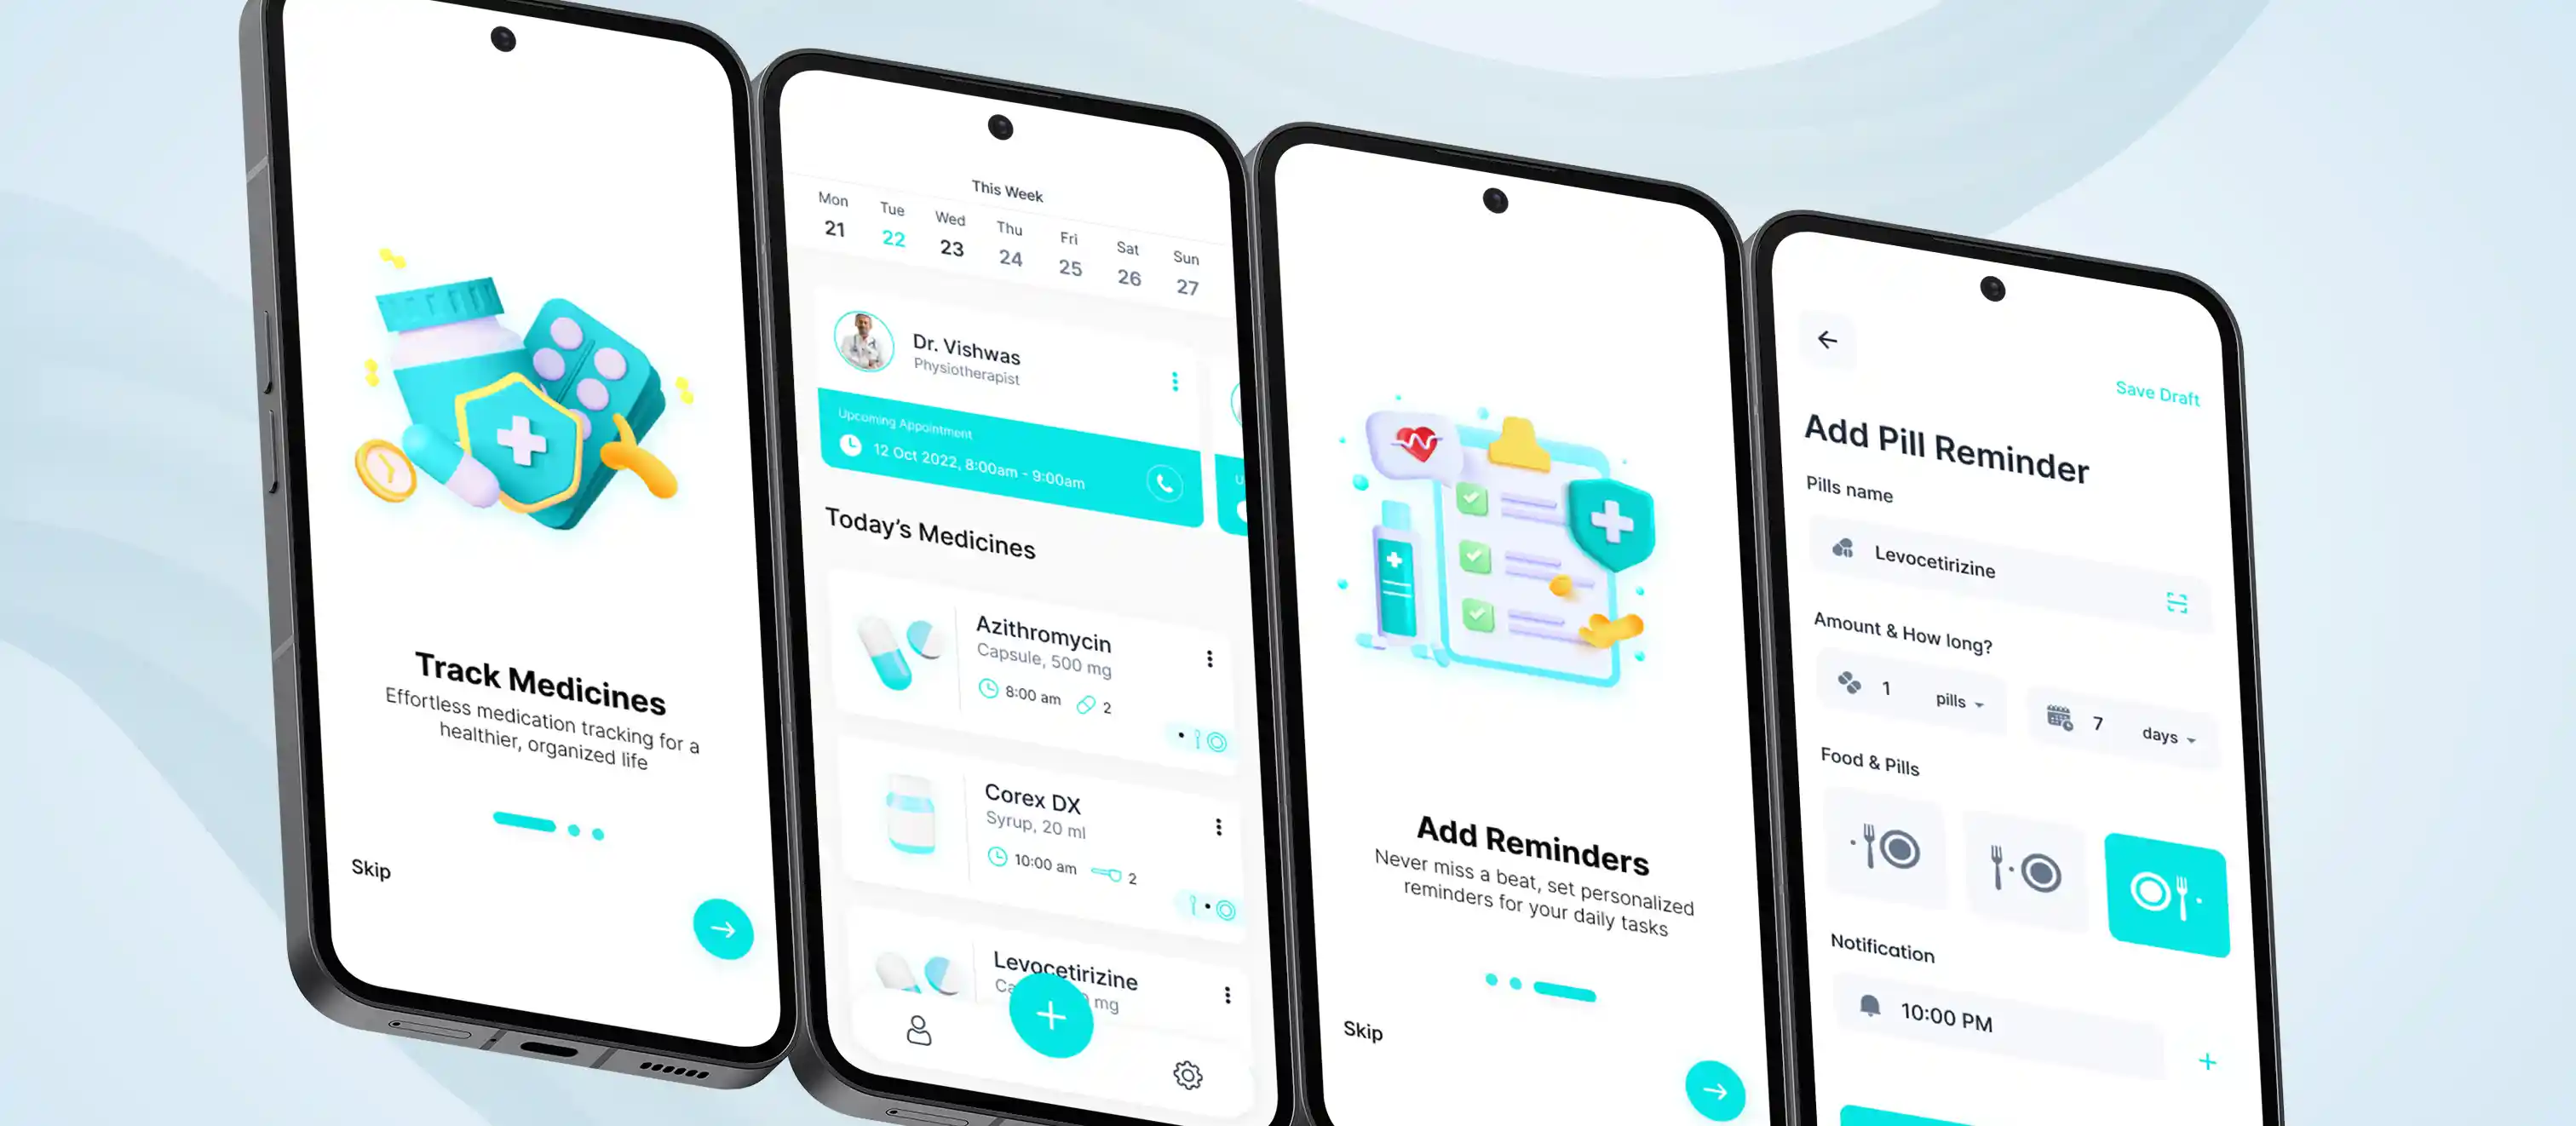 Track Medicines
Effortless medication tracking for a
healthier, organized life
Skip
This Week
Mon Tue Wed Thu Fri Sat Sun
21 22 23 24 25 26 27
Dr. Vishwas
Physiotherapist
Upcoming Appointment
12 Oct 2022, 8:00am - 9:00am
U
Today’s Medicines
Azithromycin
Capsule, 500 mg
8:00 am 2
Corex DX
Syrup, 20 ml
10:00 am 2
Levocetirizine
mg
Add Reminders
Never miss a beat, set personalized
reminders for your daily tasks
Skip
Save Draft
Add Pill Reminder
Pills name
Levocetirizine
Amount & How long?
1 pills 7 days
Food & Pills
Notification
10:00 PM